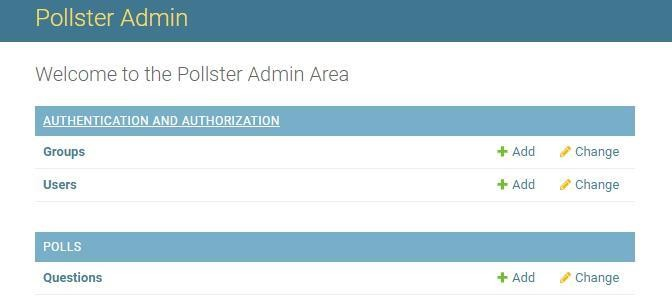 Pollster Admin
Welcome to the Pollster Admin Area
AUTHENTICATION AND AUTHORIZATION
Groups Add Change
Users Add Change
POLLS
Questions Add Change